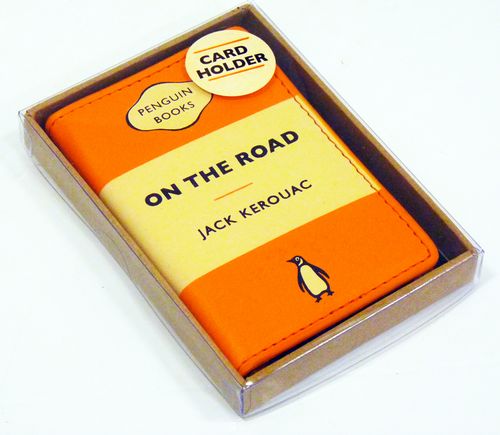 CARD
HOLDER
PENGUIN
BOOKS
ON THE ROAD
JACK KEROUAC